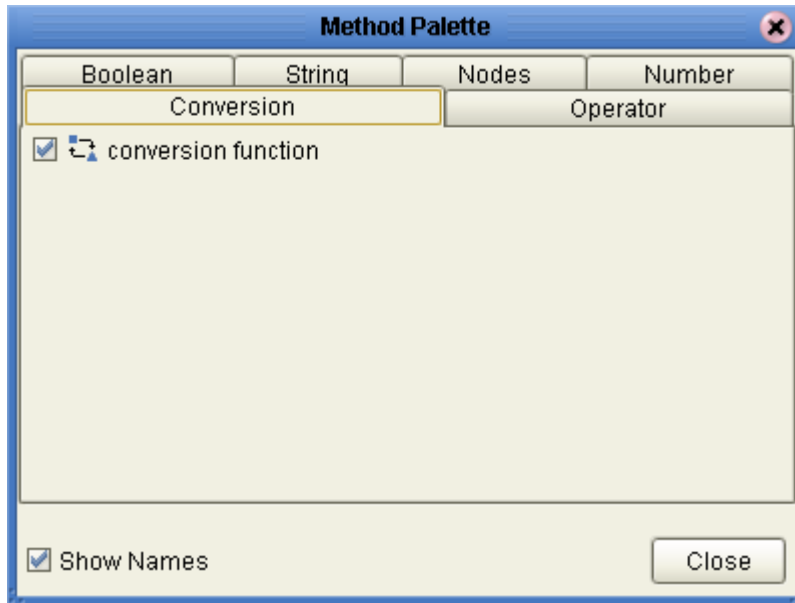 Method Palette
Boolean String Nodes Number
Conversion Operator
conversion function
Show Names Close